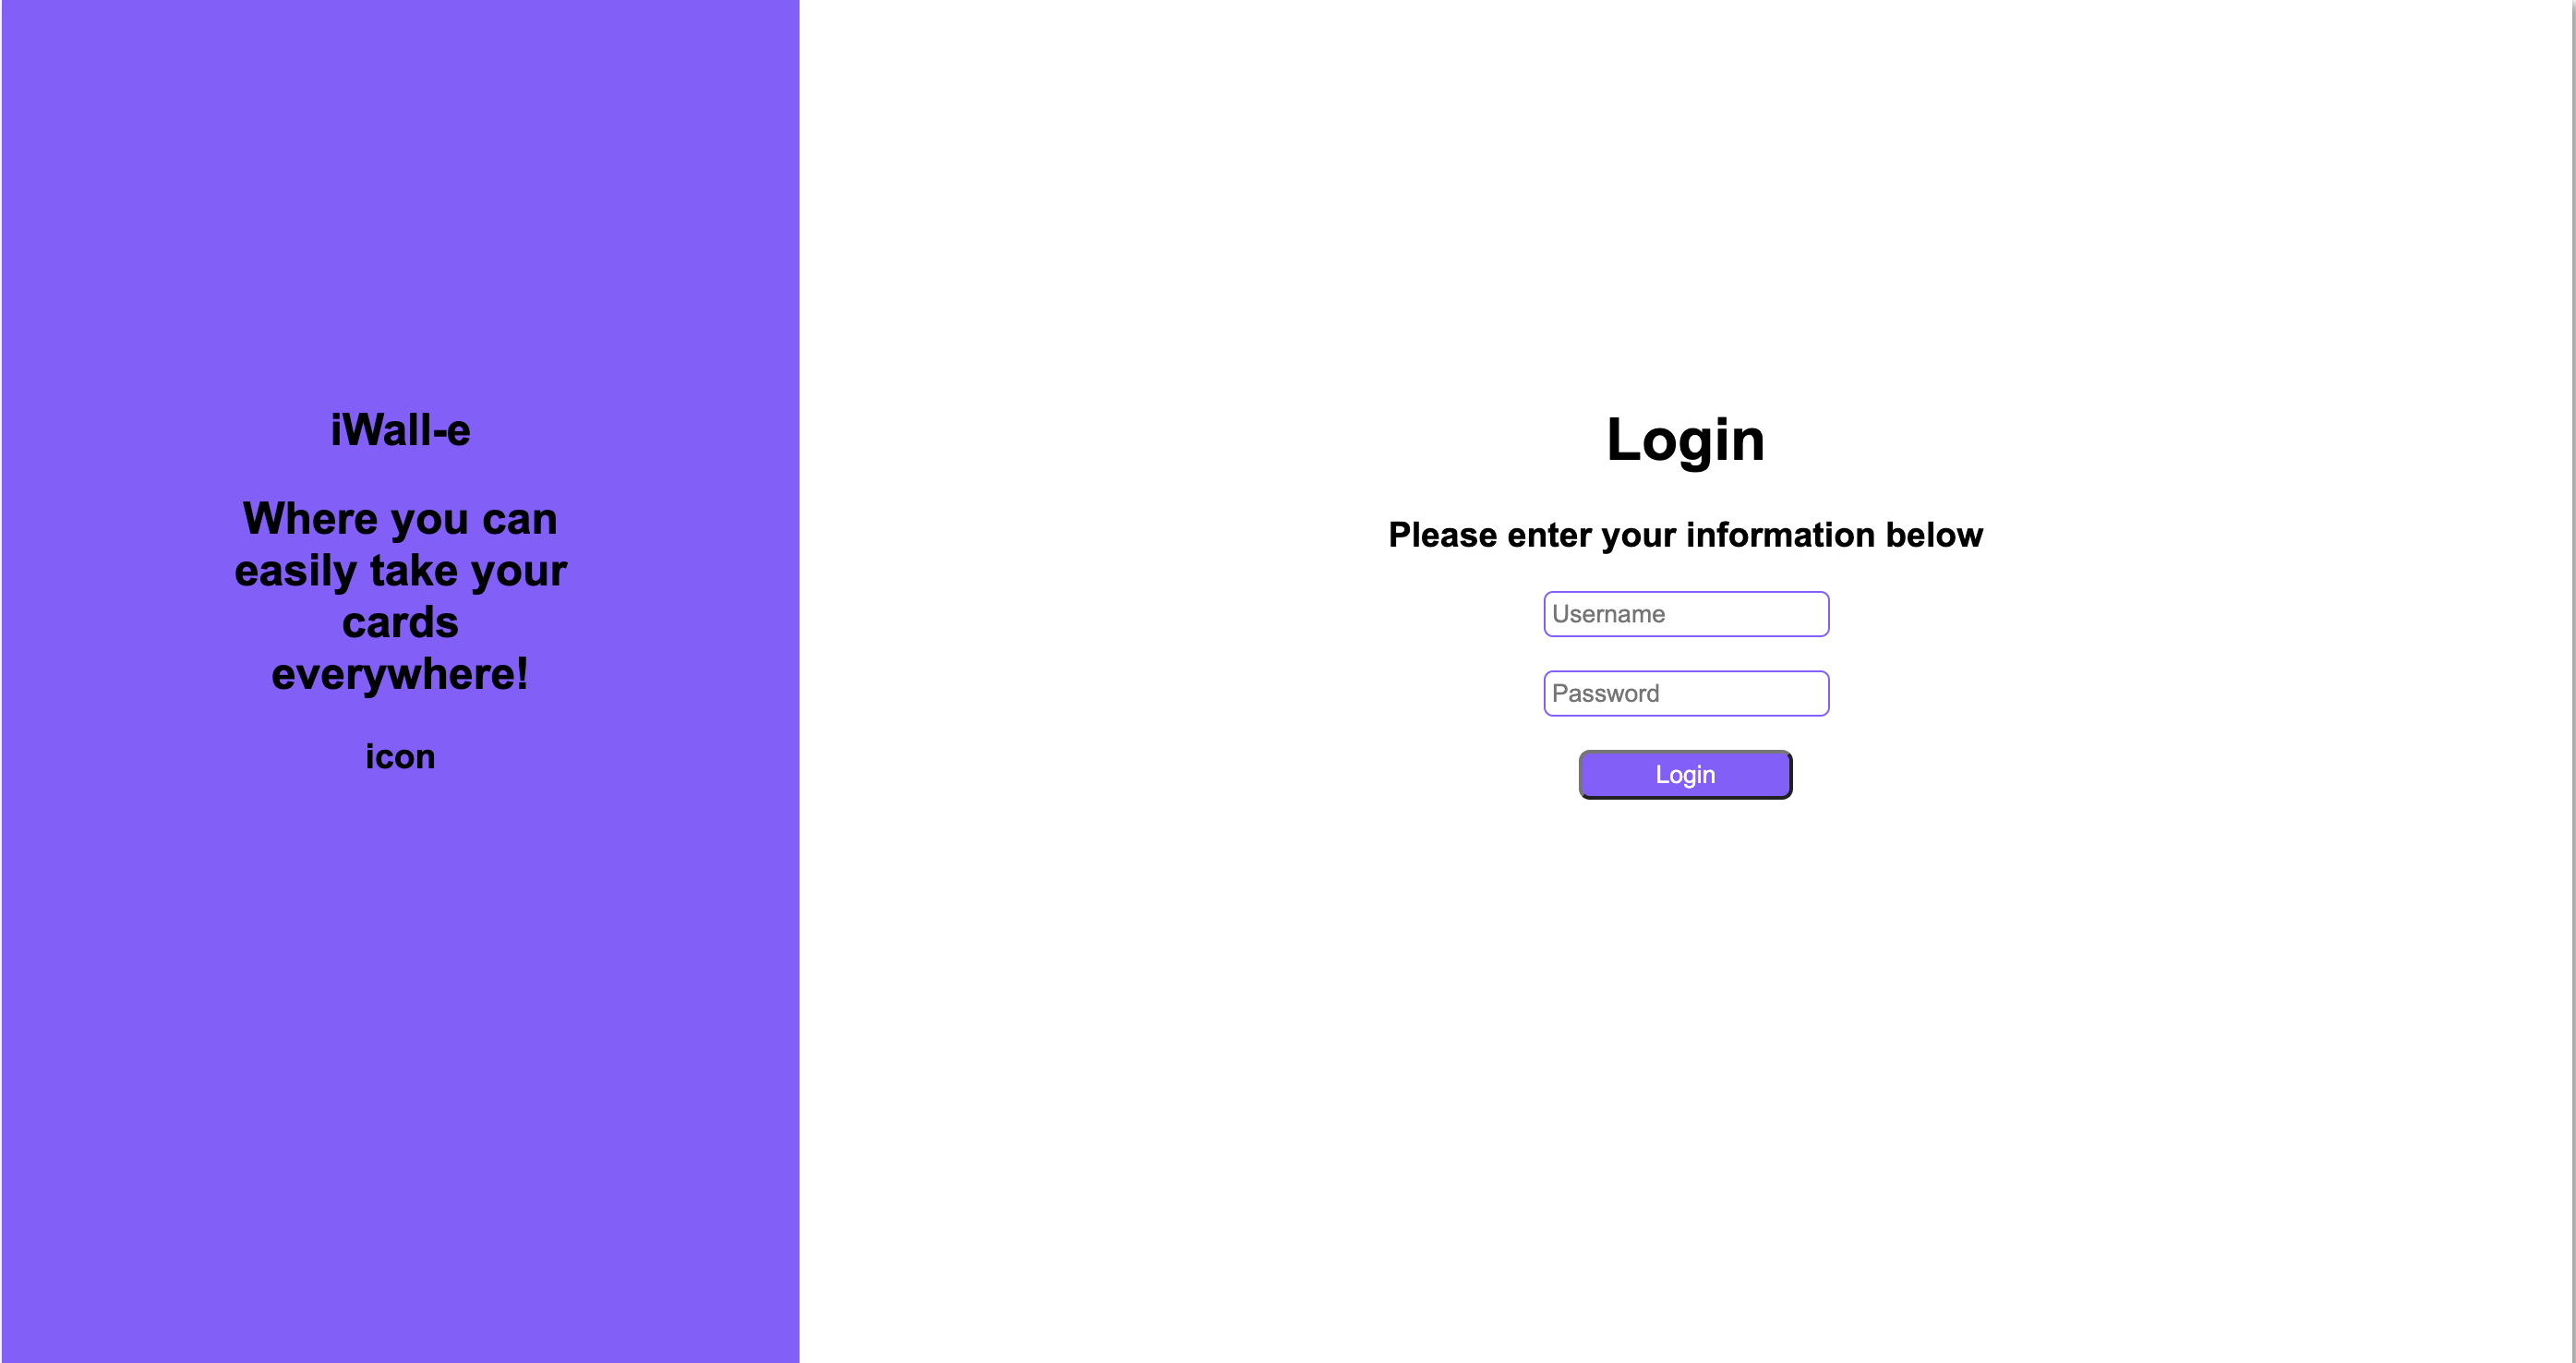 iWall-e
Where you can
easily take your
cards
everywhere!
icon
Login
Please enter your information below
Username
Password
Login